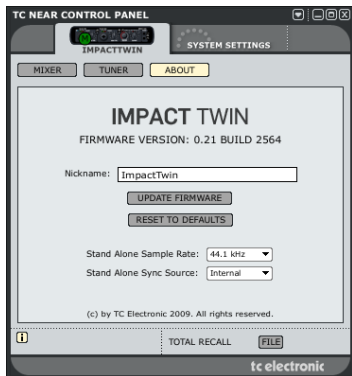 TC NEAR CONTROL PANEL
IMPACTTWIN
SYSTEM SETTINGS
MIXER TUNER ABOUT
IMPACT TWIN
FIRMWARE VERSION: 0.21 BUILD 2564
Nickname: ImpactTwin
UPDATE FIRMWARE
RESET TO DEFAULTS
Stand Alone Sample Rate: 44.1 kHz
Stand Alone Sync Source: Internal
(c) by TC Electronic 2009. All rights reserved.
i TOTAL RECALL FILE
tc electronic